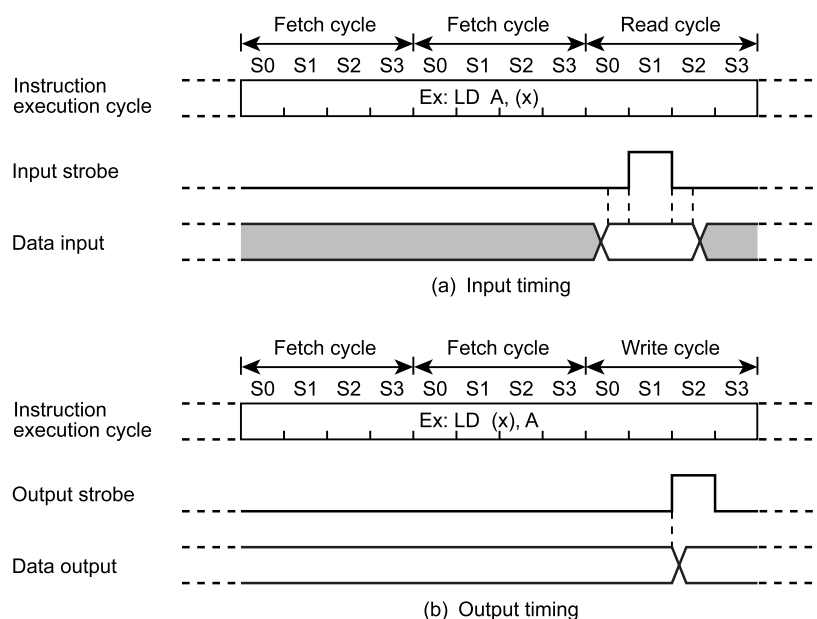 Fetch cycle Fetch cycle Read cycle
S0 S1 S2 S3 S0 S1 S2 S3 S0 S1 S2 S3
Instruction
execution cycle
Ex: LD A, (x)
Input strobe
Data input
(a) Input timing
Fetch cycle Fetch cycle Write cycle
S0 S1 S2 S3 S0 S1 S2 S3 S0 S1 S2 S3
Instruction
execution cycle
Ex: LD (x), A
Output strobe
Data output
(b) Output timing